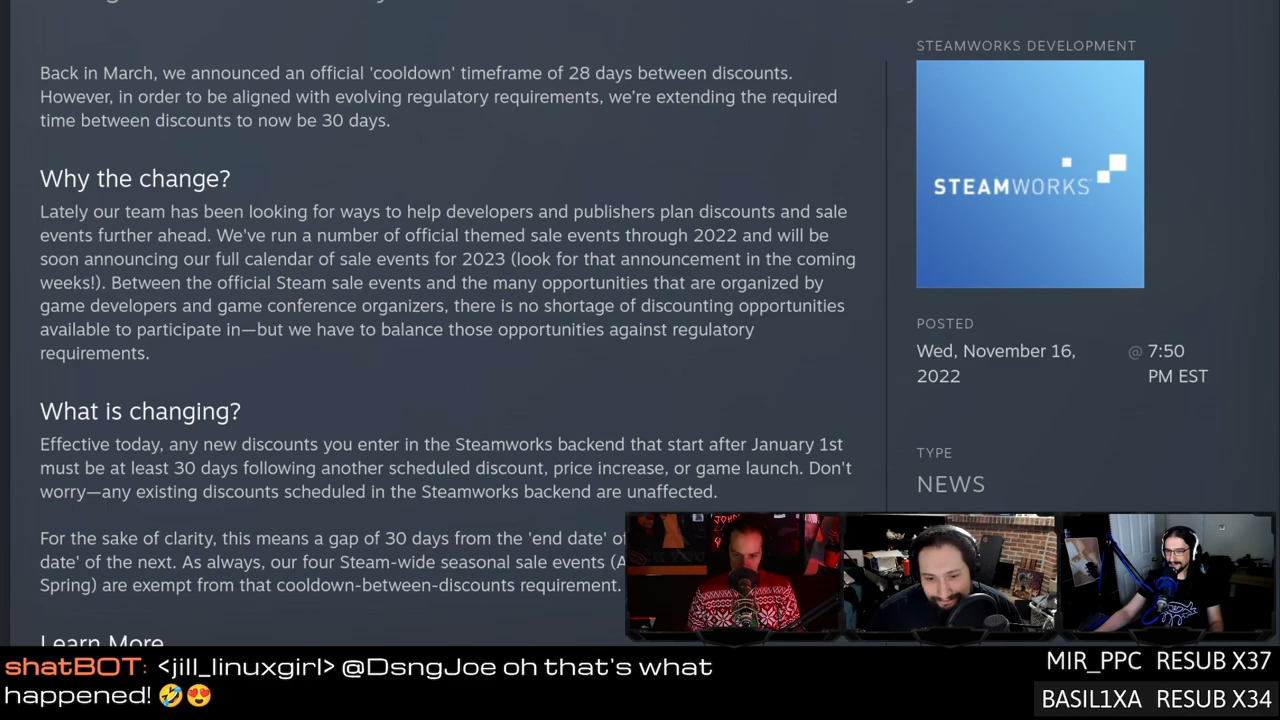 STEAMWORKS DEVELOPMENT
Back in March, we announced an official 'cooldown' timeframe of 28 days between discounts.
However, in order to be aligned with evolving regulatory requirements, we're extending the required
time between discounts to now be 30 days.
STEAMWORKS
Why the change?
Lately our team has been looking for ways to help developers and publishers plan discounts and sale
events further ahead. We've run a number of official themed sale events through 2022 and will be
soon announcing our full calendar of sale events for 2023 (look for that announcement in the coming
weeks!). Between the official Steam sale events and the many opportunities that are organized by
game developers and game conference organizers, there is no shortage of discounting opportunities
available to participate in—but we have to balance those opportunities against regulatory
requirements.
POSTED
Wed, November 16, @ 7:50
2022 PM EST
What is changing?
Effective today, any new discounts you enter in the Steamworks backend that start after January 1st
must be at least 30 days following another scheduled discount, price increase, or game launch. Don't
worry—any existing discounts scheduled in the Steamworks backend are unaffected.
TYPE
NEWS
For the sake of clarity, this means a gap of 30 days from the 'end date' of
date' of the next. As always, our four Steam-wide seasonal sale events (A
Spring) are exempt from that cooldown-between-discounts requirement.
Learn More
shatBOT: <jill_linuxgirl> @DsngJoe oh that's what
happened! 🤣😍
MIR_PPC RESUB X37
BASIL1XA RESUB X34